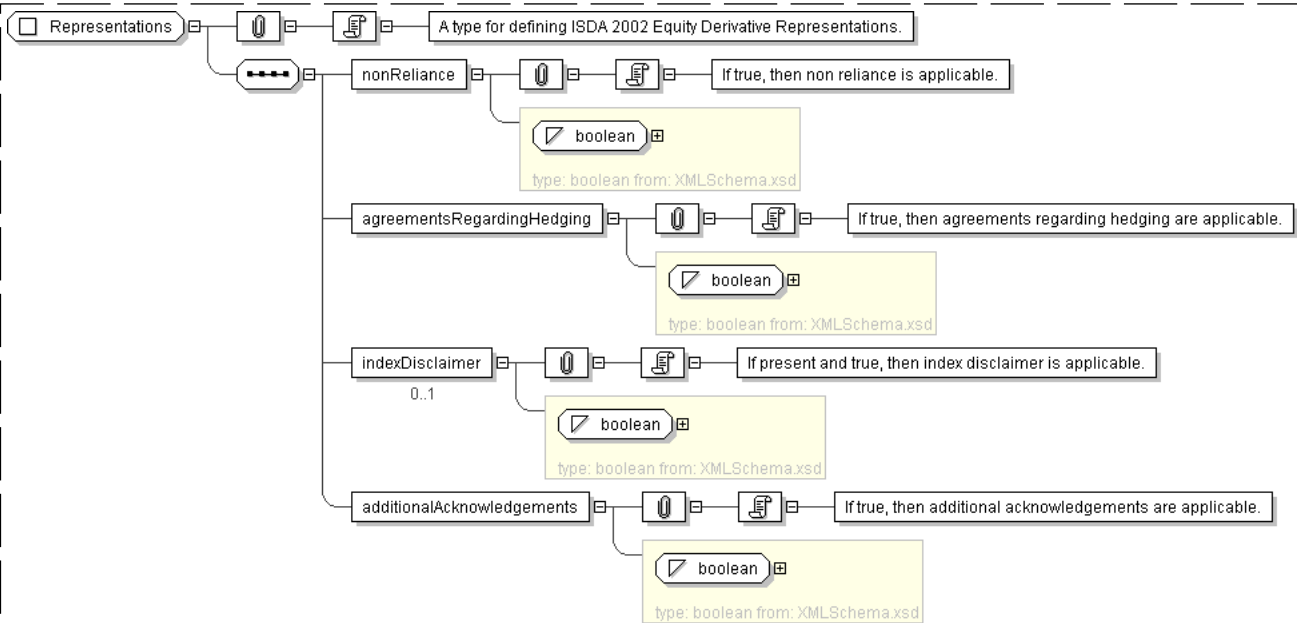 Representations
A type for defining ISDA 2002 Equity Derivative Representations.
nonReliance
If true, then non reliance is applicable.
boolean
type: boolean from: XMLSchema.xsd
agreementsRegardingHedging
If true, then agreements regarding hedging are applicable.
boolean
type: boolean from: XMLSchema.xsd
indexDisclaimer
If present and true, then index disclaimer is applicable.
0..1
boolean
type: boolean from: XMLSchema.xsd
additionalAcknowledgements
If true, then additional acknowledgements are applicable.
boolean
type: boolean from: XMLSchema.xsd